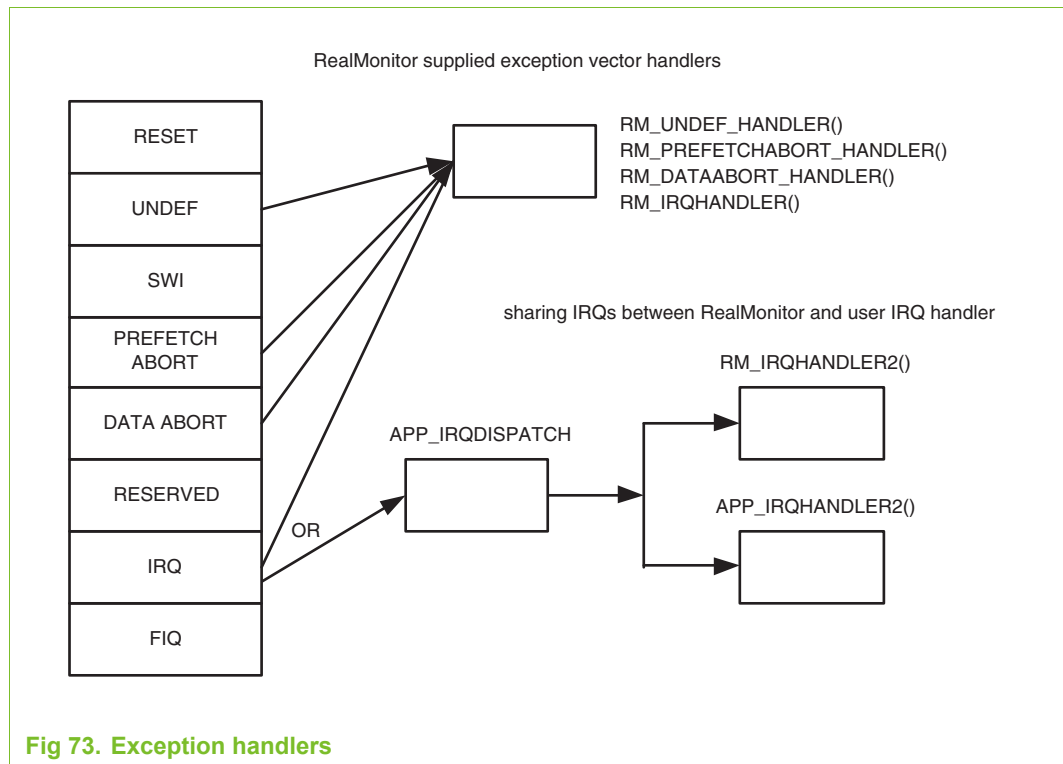 RealMonitor supplied exception vector handlers
RESET
UNDEF
SWI
PREFETCH
ABORT
DATA ABORT
RESERVED
IRQ
FIQ
RM_UNDEF_HANDLER()
RM_PREFETCHABORT_HANDLER()
RM_DATAABORT_HANDLER()
RM_IRQHANDLER()
sharing IRQs between RealMonitor and user IRQ handler
RM_IRQHANDLER2()
APP_IRQDISPATCH
APP_IRQHANDLER2()
OR
Fig 73. Exception handlers